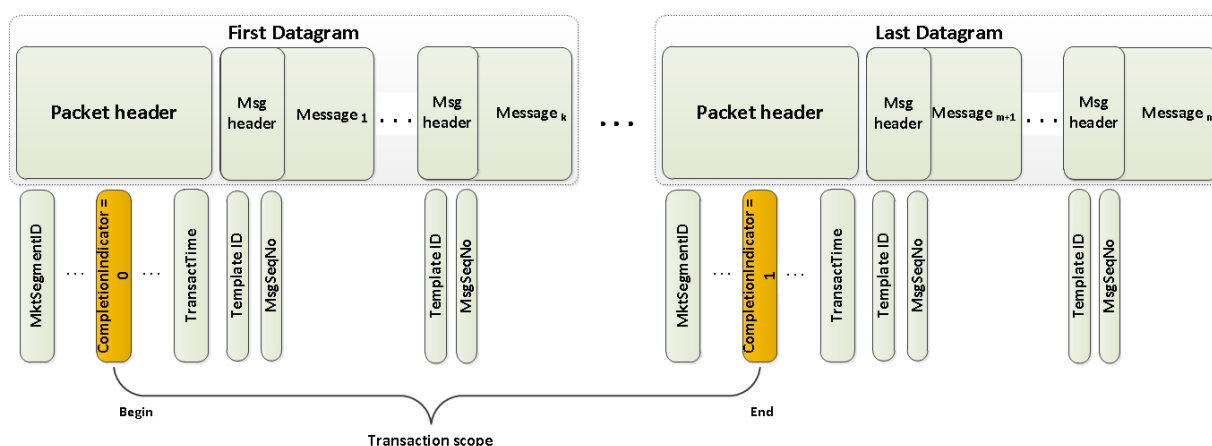 First Datagram
Last Datagram
Packet header
Msg header
Message 1
...
Msg header
Message k
...
Packet header
Msg header
Message m+1
...
Msg header
Message n
MktSegmentID
...
CompletionIndicator = 0
...
TransactTime
Template ID
MsgSeqNo
Template ID
MsgSeqNo
MktSegmentID
...
CompletionIndicator = 1
...
TransactTime
Template ID
MsgSeqNo
Template ID
MsgSeqNo
Begin
End
Transaction scope